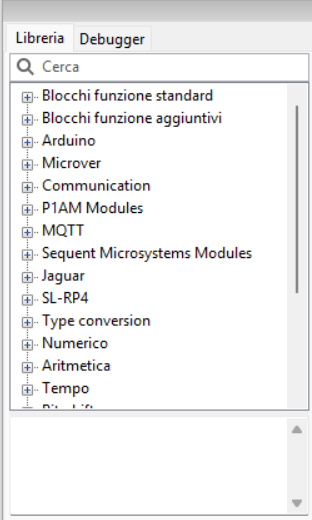 Libreria Debugger
Cerca
Blocchi funzione standard
Blocchi funzione aggiuntivi
Arduino
Microver
Communication
P1AM Modules
MQTT
Sequent Microsystems Modules
Jaguar
SL-RP4
Type conversion
Numerico
Aritmetica
Tempo